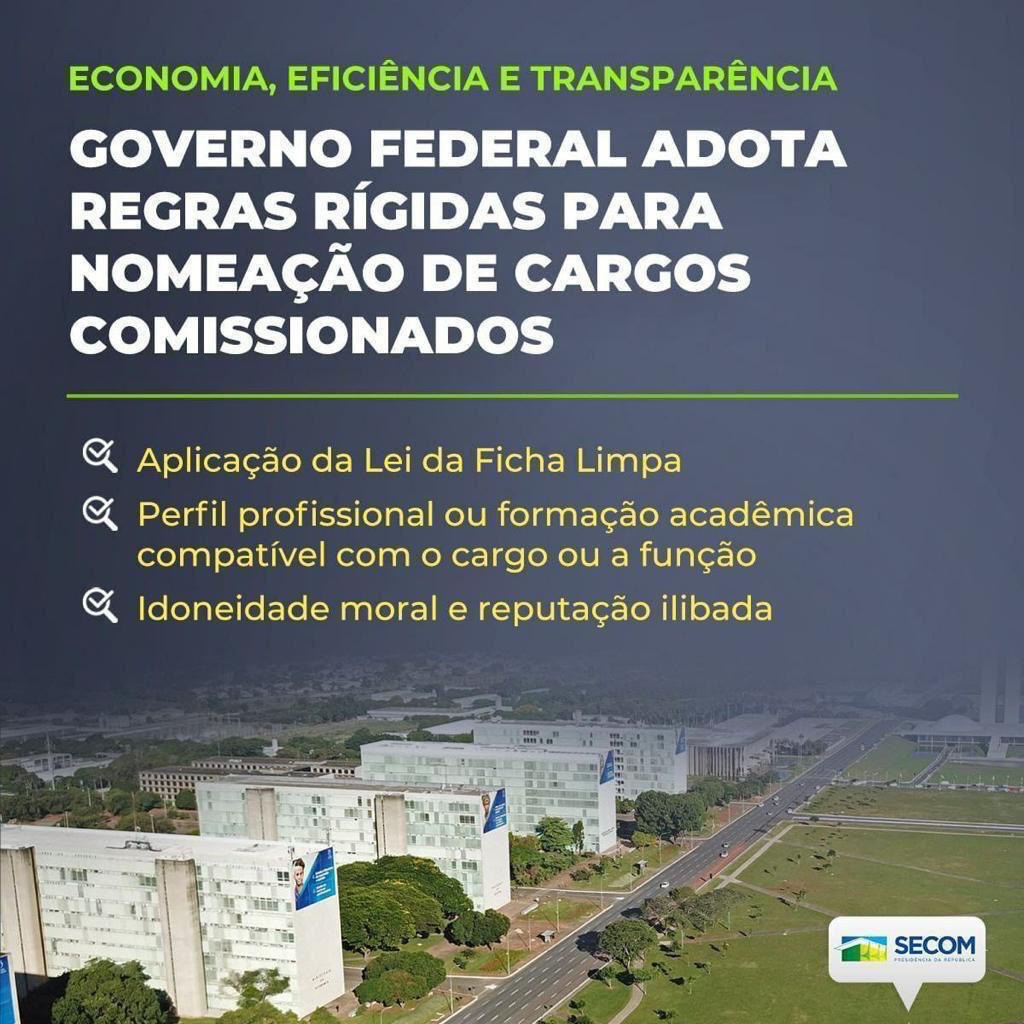 ECONOMIA, EFICIÊNCIA E TRANSPARÊNCIA
GOVERNO FEDERAL ADOTA
REGRAS RÍGIDAS PARA
NOMEAÇÃO DE CARGOS
COMISSIONADOS
Aplicação da Lei da Ficha Limpa
Perfil profissional ou formação acadêmica
compatível com o cargo ou a função
Idoneidade moral e reputação ilibada
SECOM
PRESIDÊNCIA DA REPÚBLICA